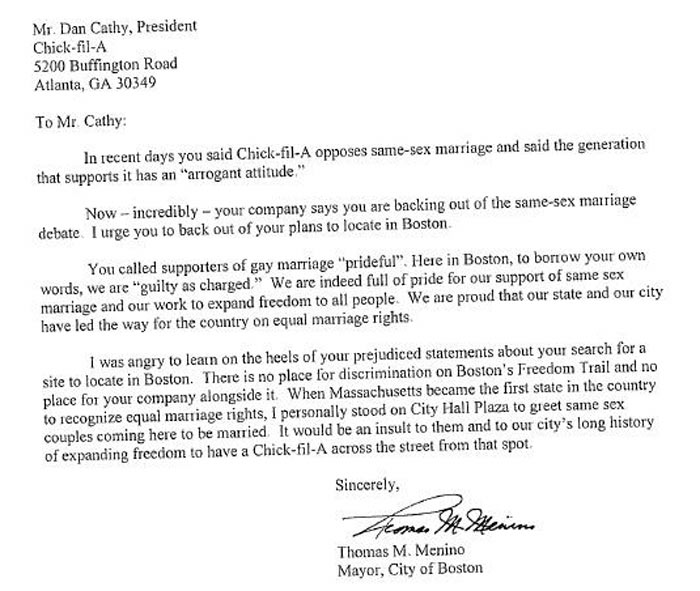 Mr. Dan Cathy, President
Chick-fil-A
5200 Buffington Road
Atlanta, GA 30349
To Mr. Cathy:
In recent days you said Chick-fil-A opposes same-sex marriage and said the generation
that supports it has an “arrogant attitude.”
Now – incredibly – your company says you are backing out of the same-sex marriage
debate. I urge you to back out of your plans to locate in Boston.
You called supporters of gay marriage “prideful”. Here in Boston, to borrow your own
words, we are “guilty as charged.” We are indeed full of pride for our support of same sex
marriage and our work to expand freedom to all people. We are proud that our state and our city
have led the way for the country on equal marriage rights.
I was angry to learn on the heels of your prejudiced statements about your search for a
site to locate in Boston. There is no place for discrimination on Boston’s Freedom Trail and no
place for your company alongside it. When Massachusetts became the first state in the country
to recognize equal marriage rights, I personally stood on City Hall Plaza to greet same sex
couples coming here to be married. It would be an insult to them and to our city’s long history
of expanding freedom to have a Chick-fil-A across the street from that spot.
Sincerely,
Thomas M Menino
Thomas M. Menino
Mayor, City of Boston